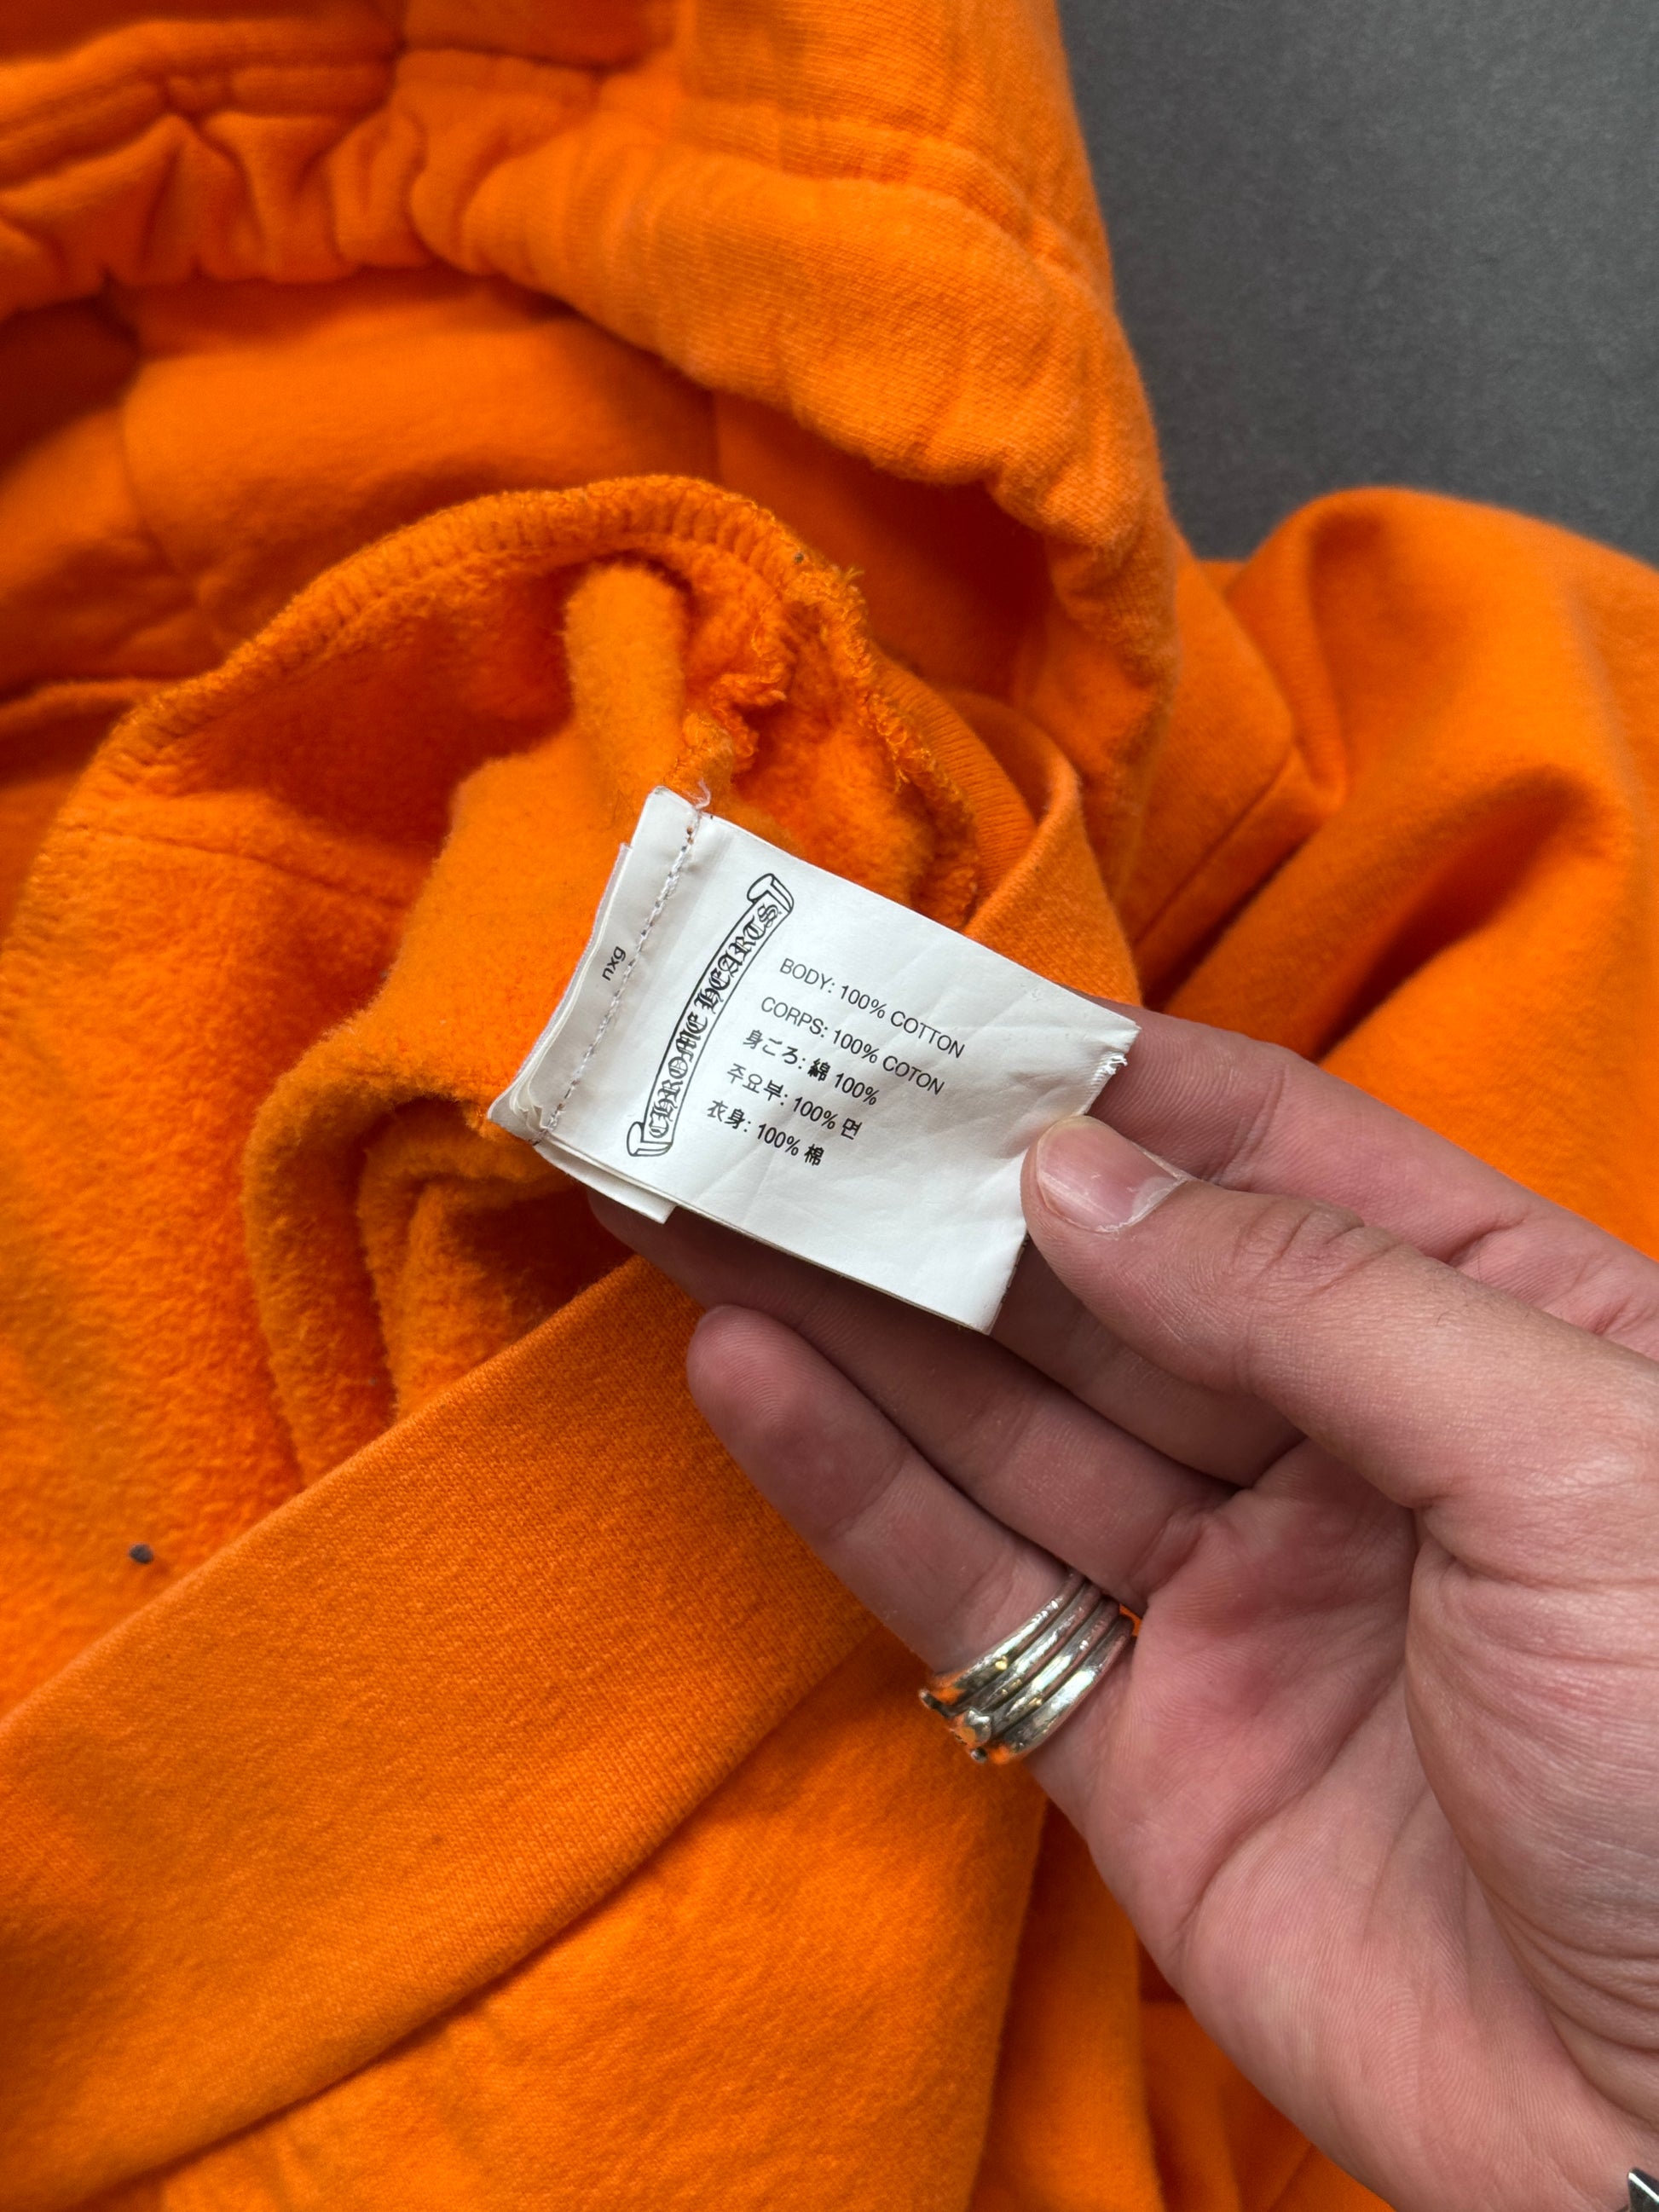 nxg
CHROME HEARTS
BODY: 100% COTTON
CORPS: 100% COTON
身ごろ: 綿 100%
주요부: 100% 면
衣身: 100% 棉